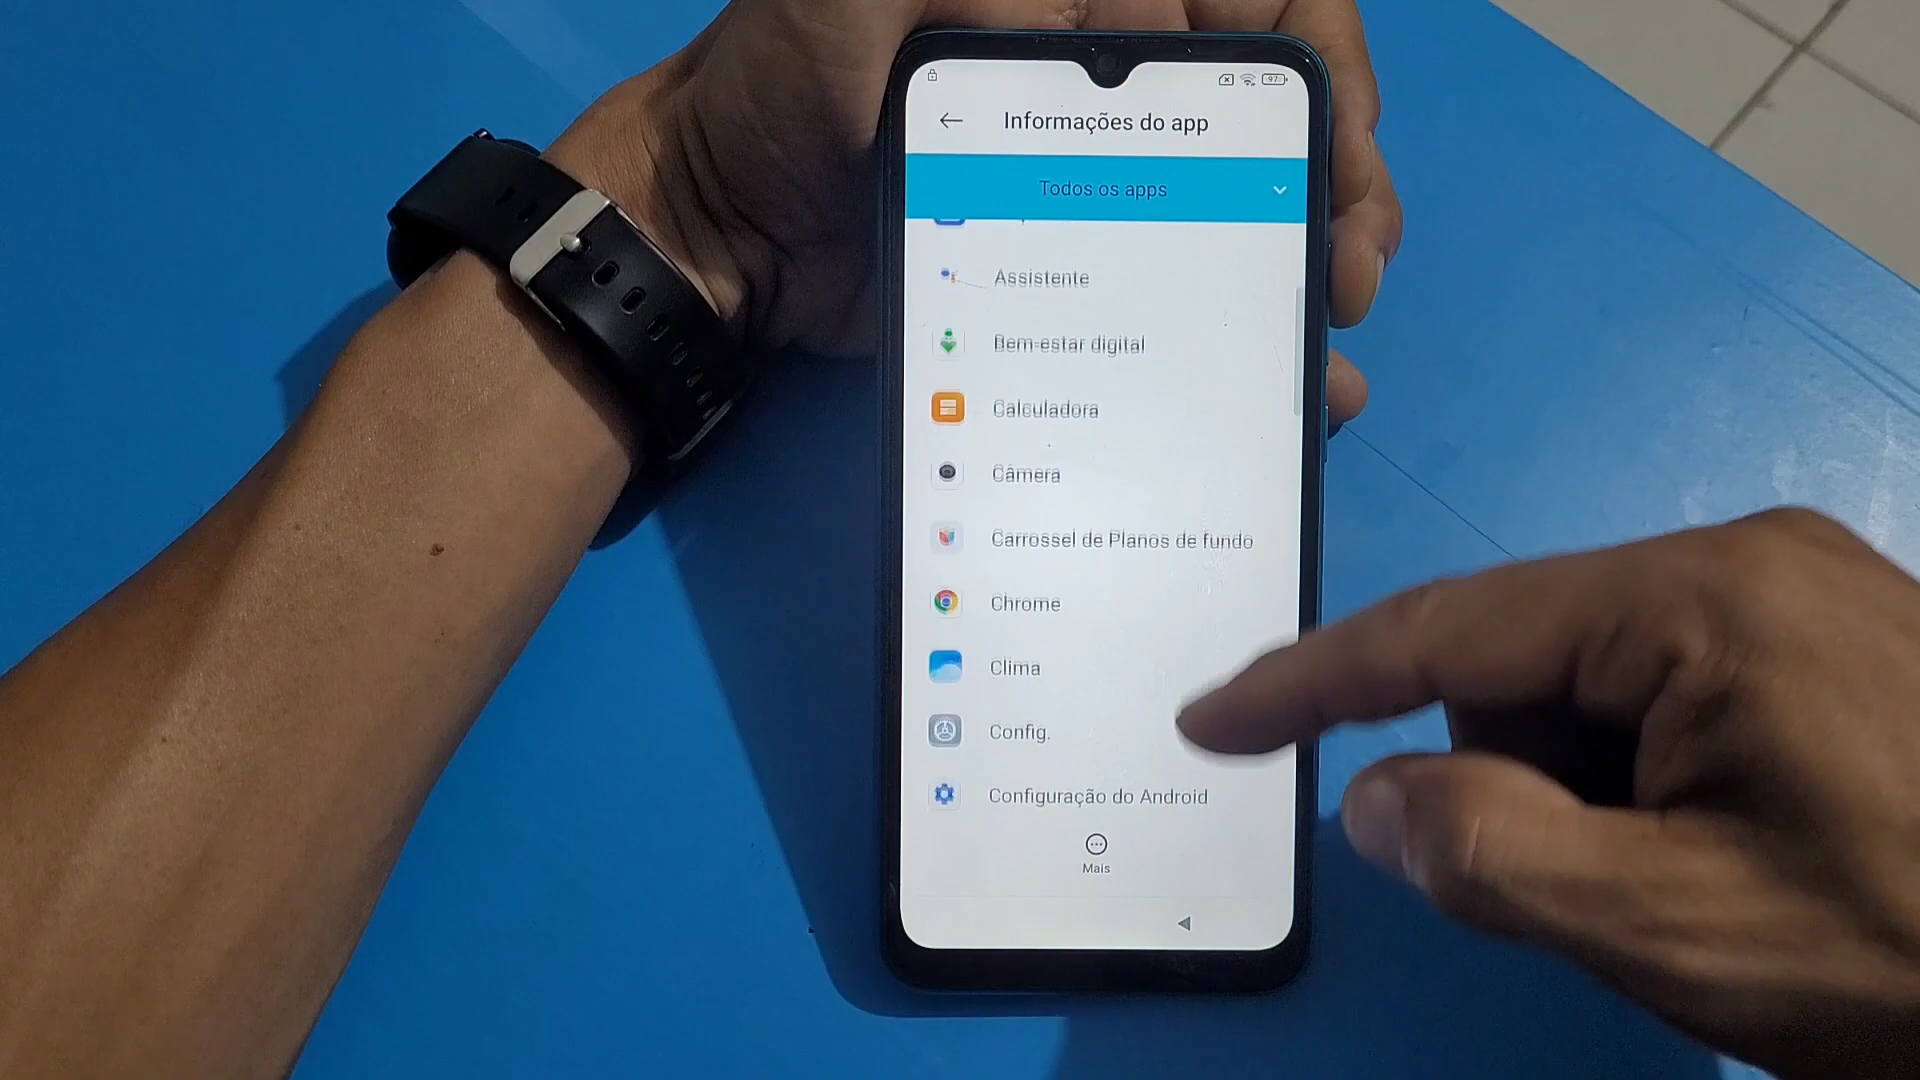 97
Informações do app
Todos os apps
Assistente
Bem-estar digital
Calculadora
Câmera
Carrossel de Planos de fundo
Chrome
Clima
Config.
Configuração do Android
Mais